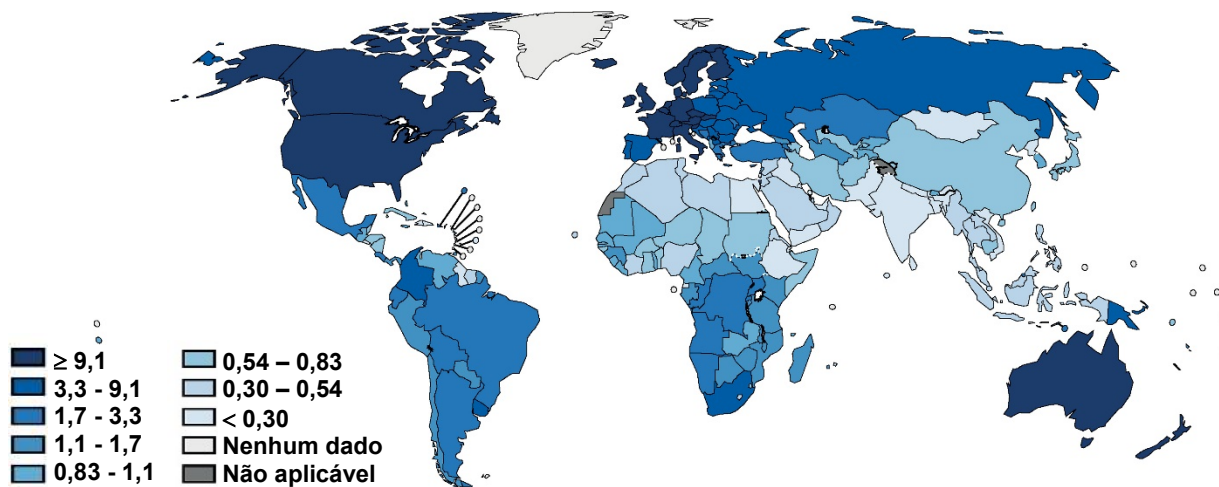 ≥ 9,1
3,3 - 9,1
1,7 - 3,3
1,1 - 1,7
0,83 - 1,1
0,54 – 0,83
0,30 – 0,54
< 0,30
Nenhum dado
Não aplicável